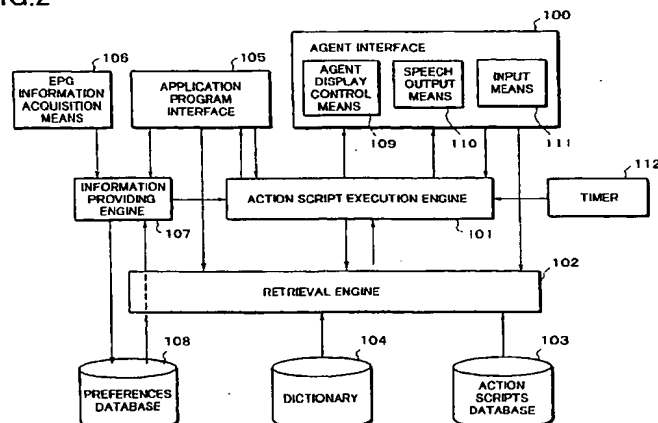 FIG.2
100
AGENT INTERFACE
AGENT
DISPLAY
CONTROL
MEANS
109
SPEECH
OUTPUT
MEANS
110
INPUT
MEANS
111
106
EPG
INFORMATION
ACQUISITION
MEANS
105
APPLICATION
PROGRAM
INTERFACE
112
TIMER
INFORMATION
PROVIDING
ENGINE
107
ACTION SCRIPT EXECUTION ENGINE
101
102
RETRIEVAL ENGINE
108
PREFERENCES
DATABASE
104
DICTIONARY
103
ACTION
SCRIPTS
DATABASE